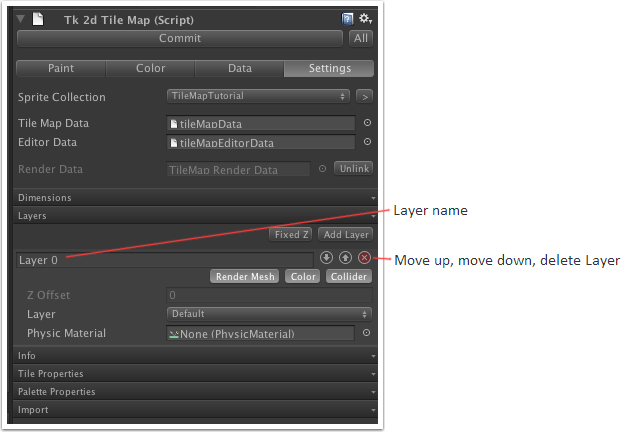 Tk 2d Tile Map (Script)
Commit All
Paint Color Data Settings
Sprite Collection TileMapTutorial >
Tile Map Data tileMapData
Editor Data tileMapEditorData
Render Data TileMap Render Data Unlink
Dimensions
Layers
Layer name
Fixed Z Add Layer
Layer 0
Move up, move down, delete Layer
Render Mesh Color Collider
Z Offset 0
Layer Default
Physic Material None (PhysicMaterial)
Info
Tile Properties
Palette Properties
Import